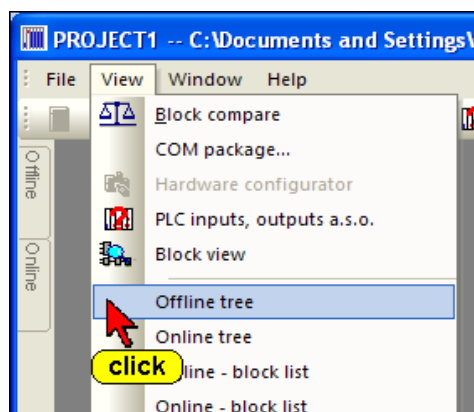 PROJECT1 -- C:\Documents and Settings\
File View Window Help
Offline
Online
Block compare
COM package...
Hardware configurator
PLC inputs, outputs a.s.o.
Block view
Offline tree
Online tree
click
line - block list
Online - block list